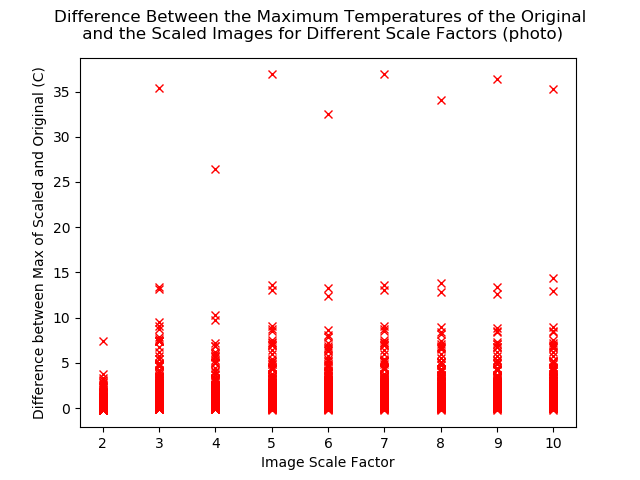 Difference Between the Maximum Temperatures of the Original
and the Scaled Images for Different Scale Factors (photo)
Difference between Max of Scaled and Original (C)
35
30
25
20
15
10
5
0
2 3 4 5 6 7 8 9 10
Image Scale Factor